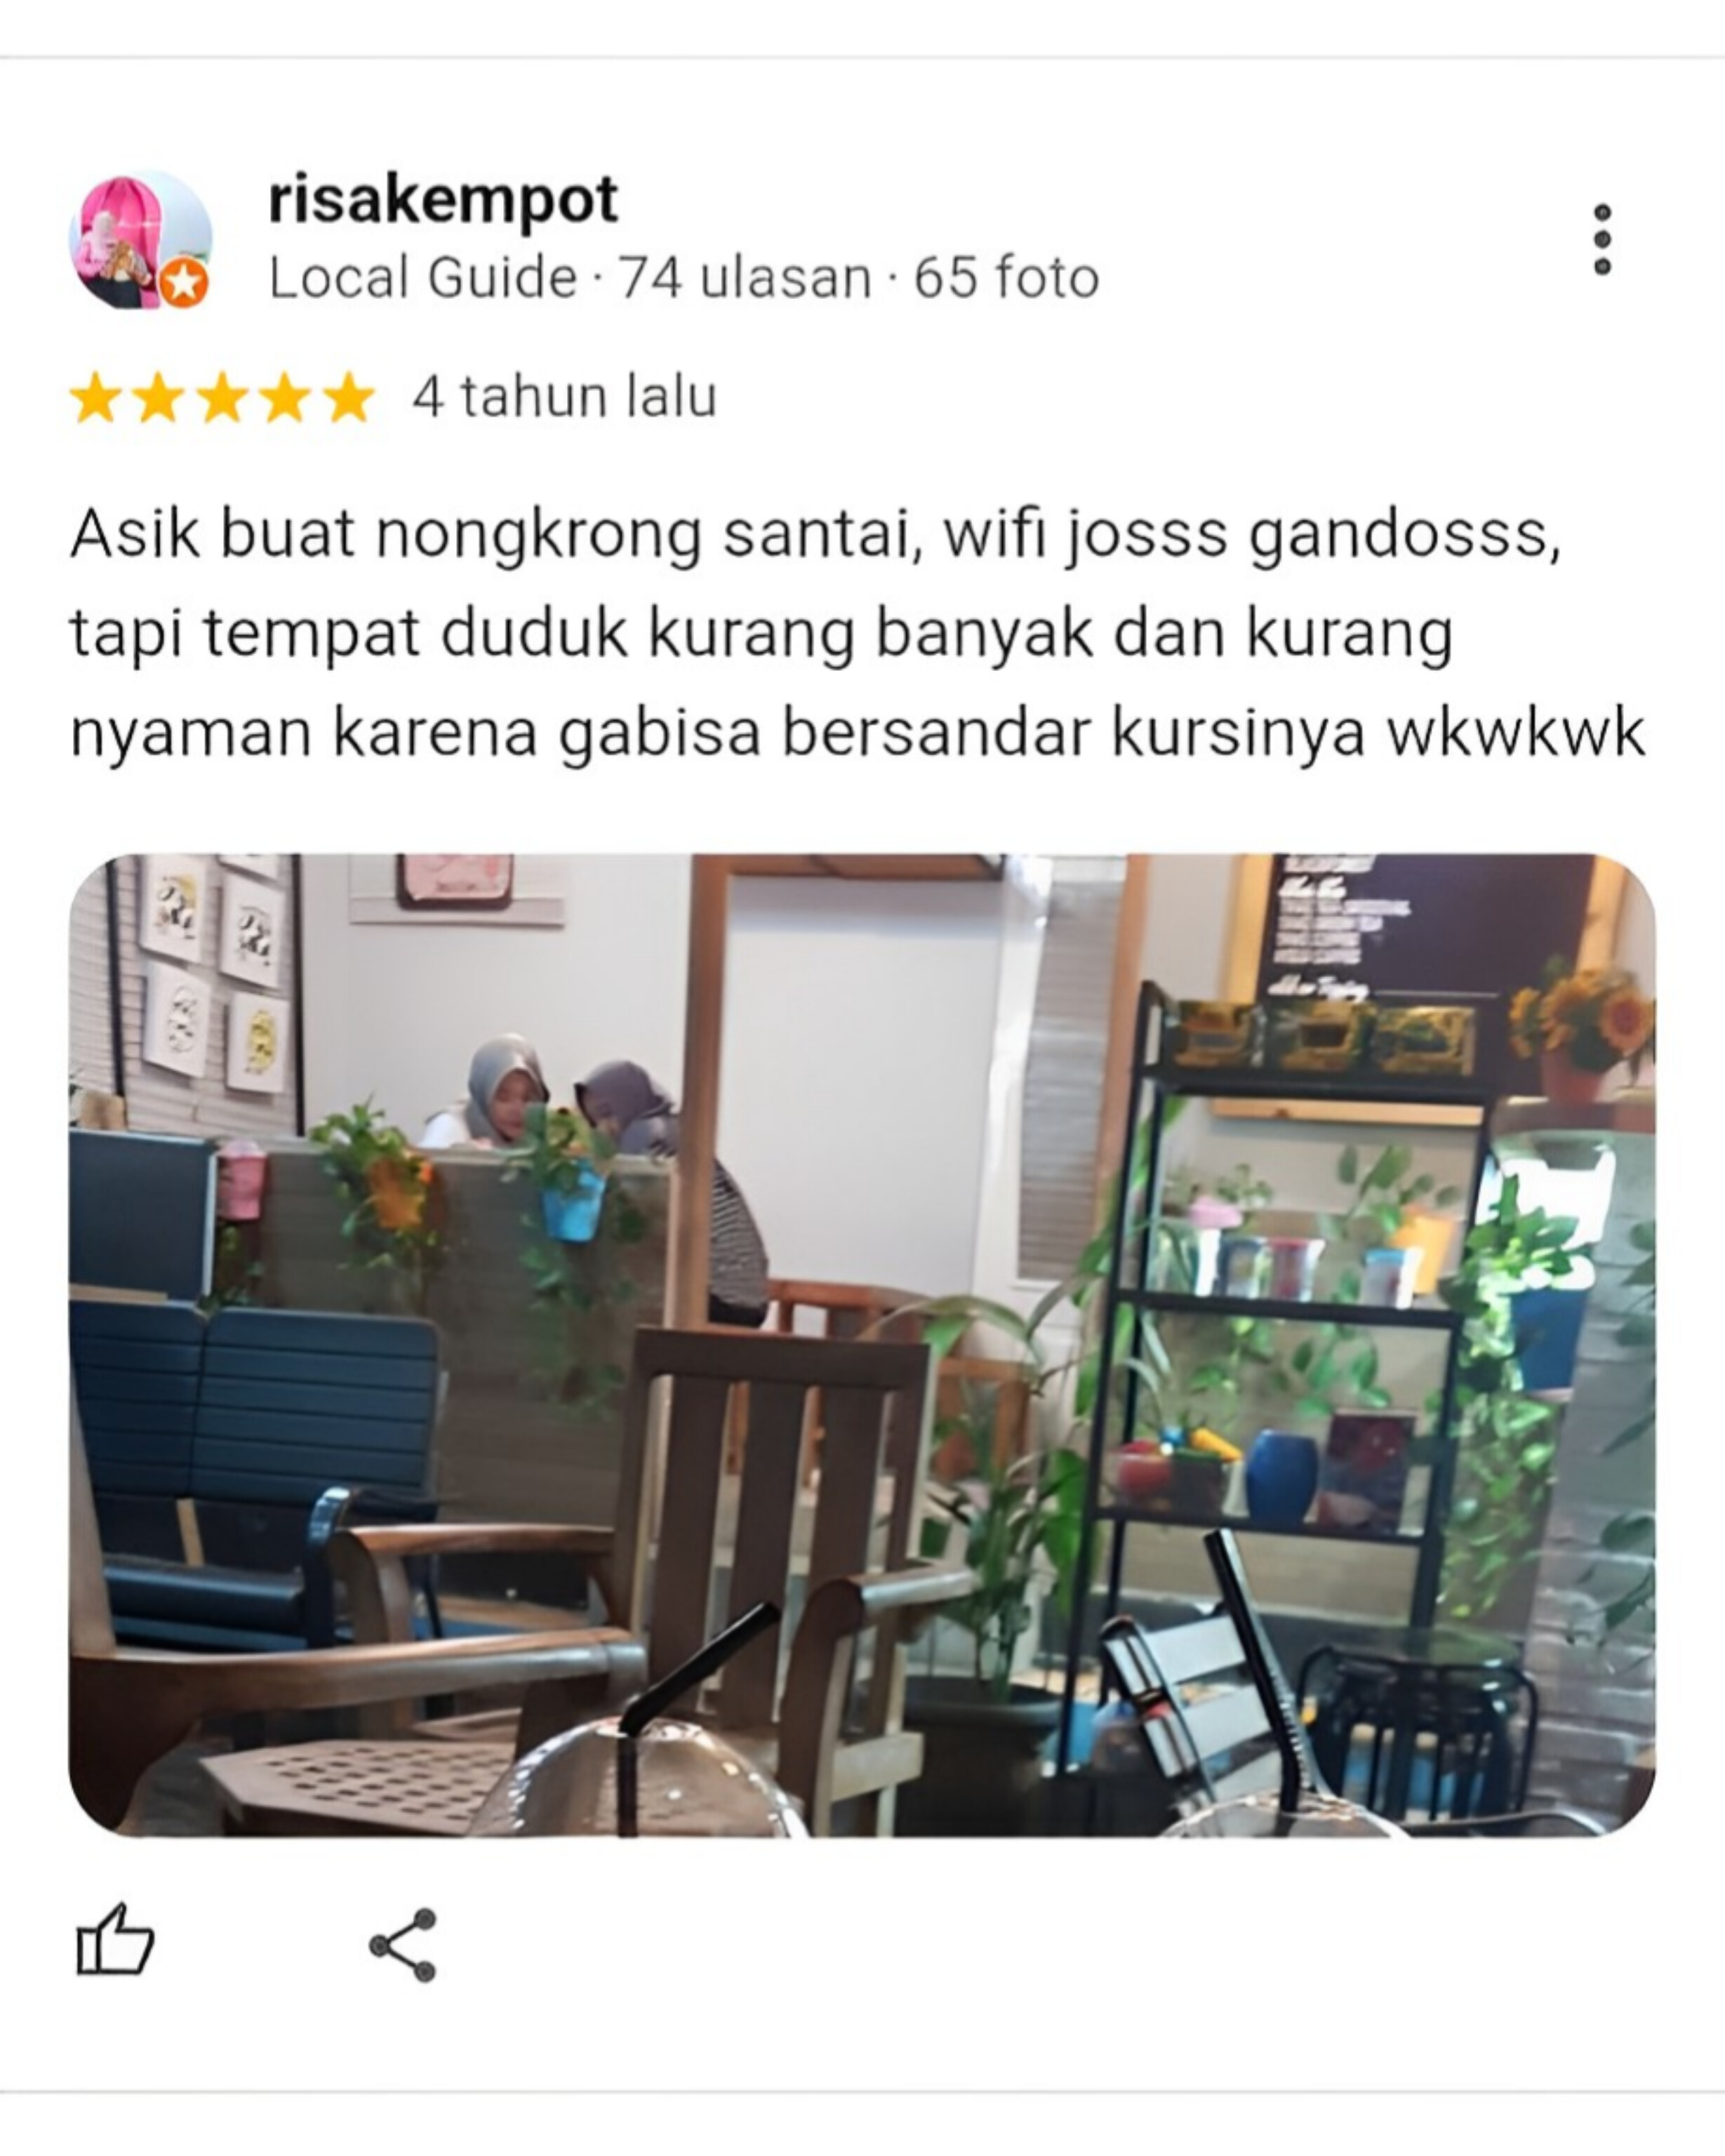 risakempot
Local Guide · 74 ulasan · 65 foto
4 tahun lalu
Asik buat nongkrong santai, wifi josss gandosss,
tapi tempat duduk kurang banyak dan kurang
nyaman karena gabisa bersandar kursinya wkwkwk